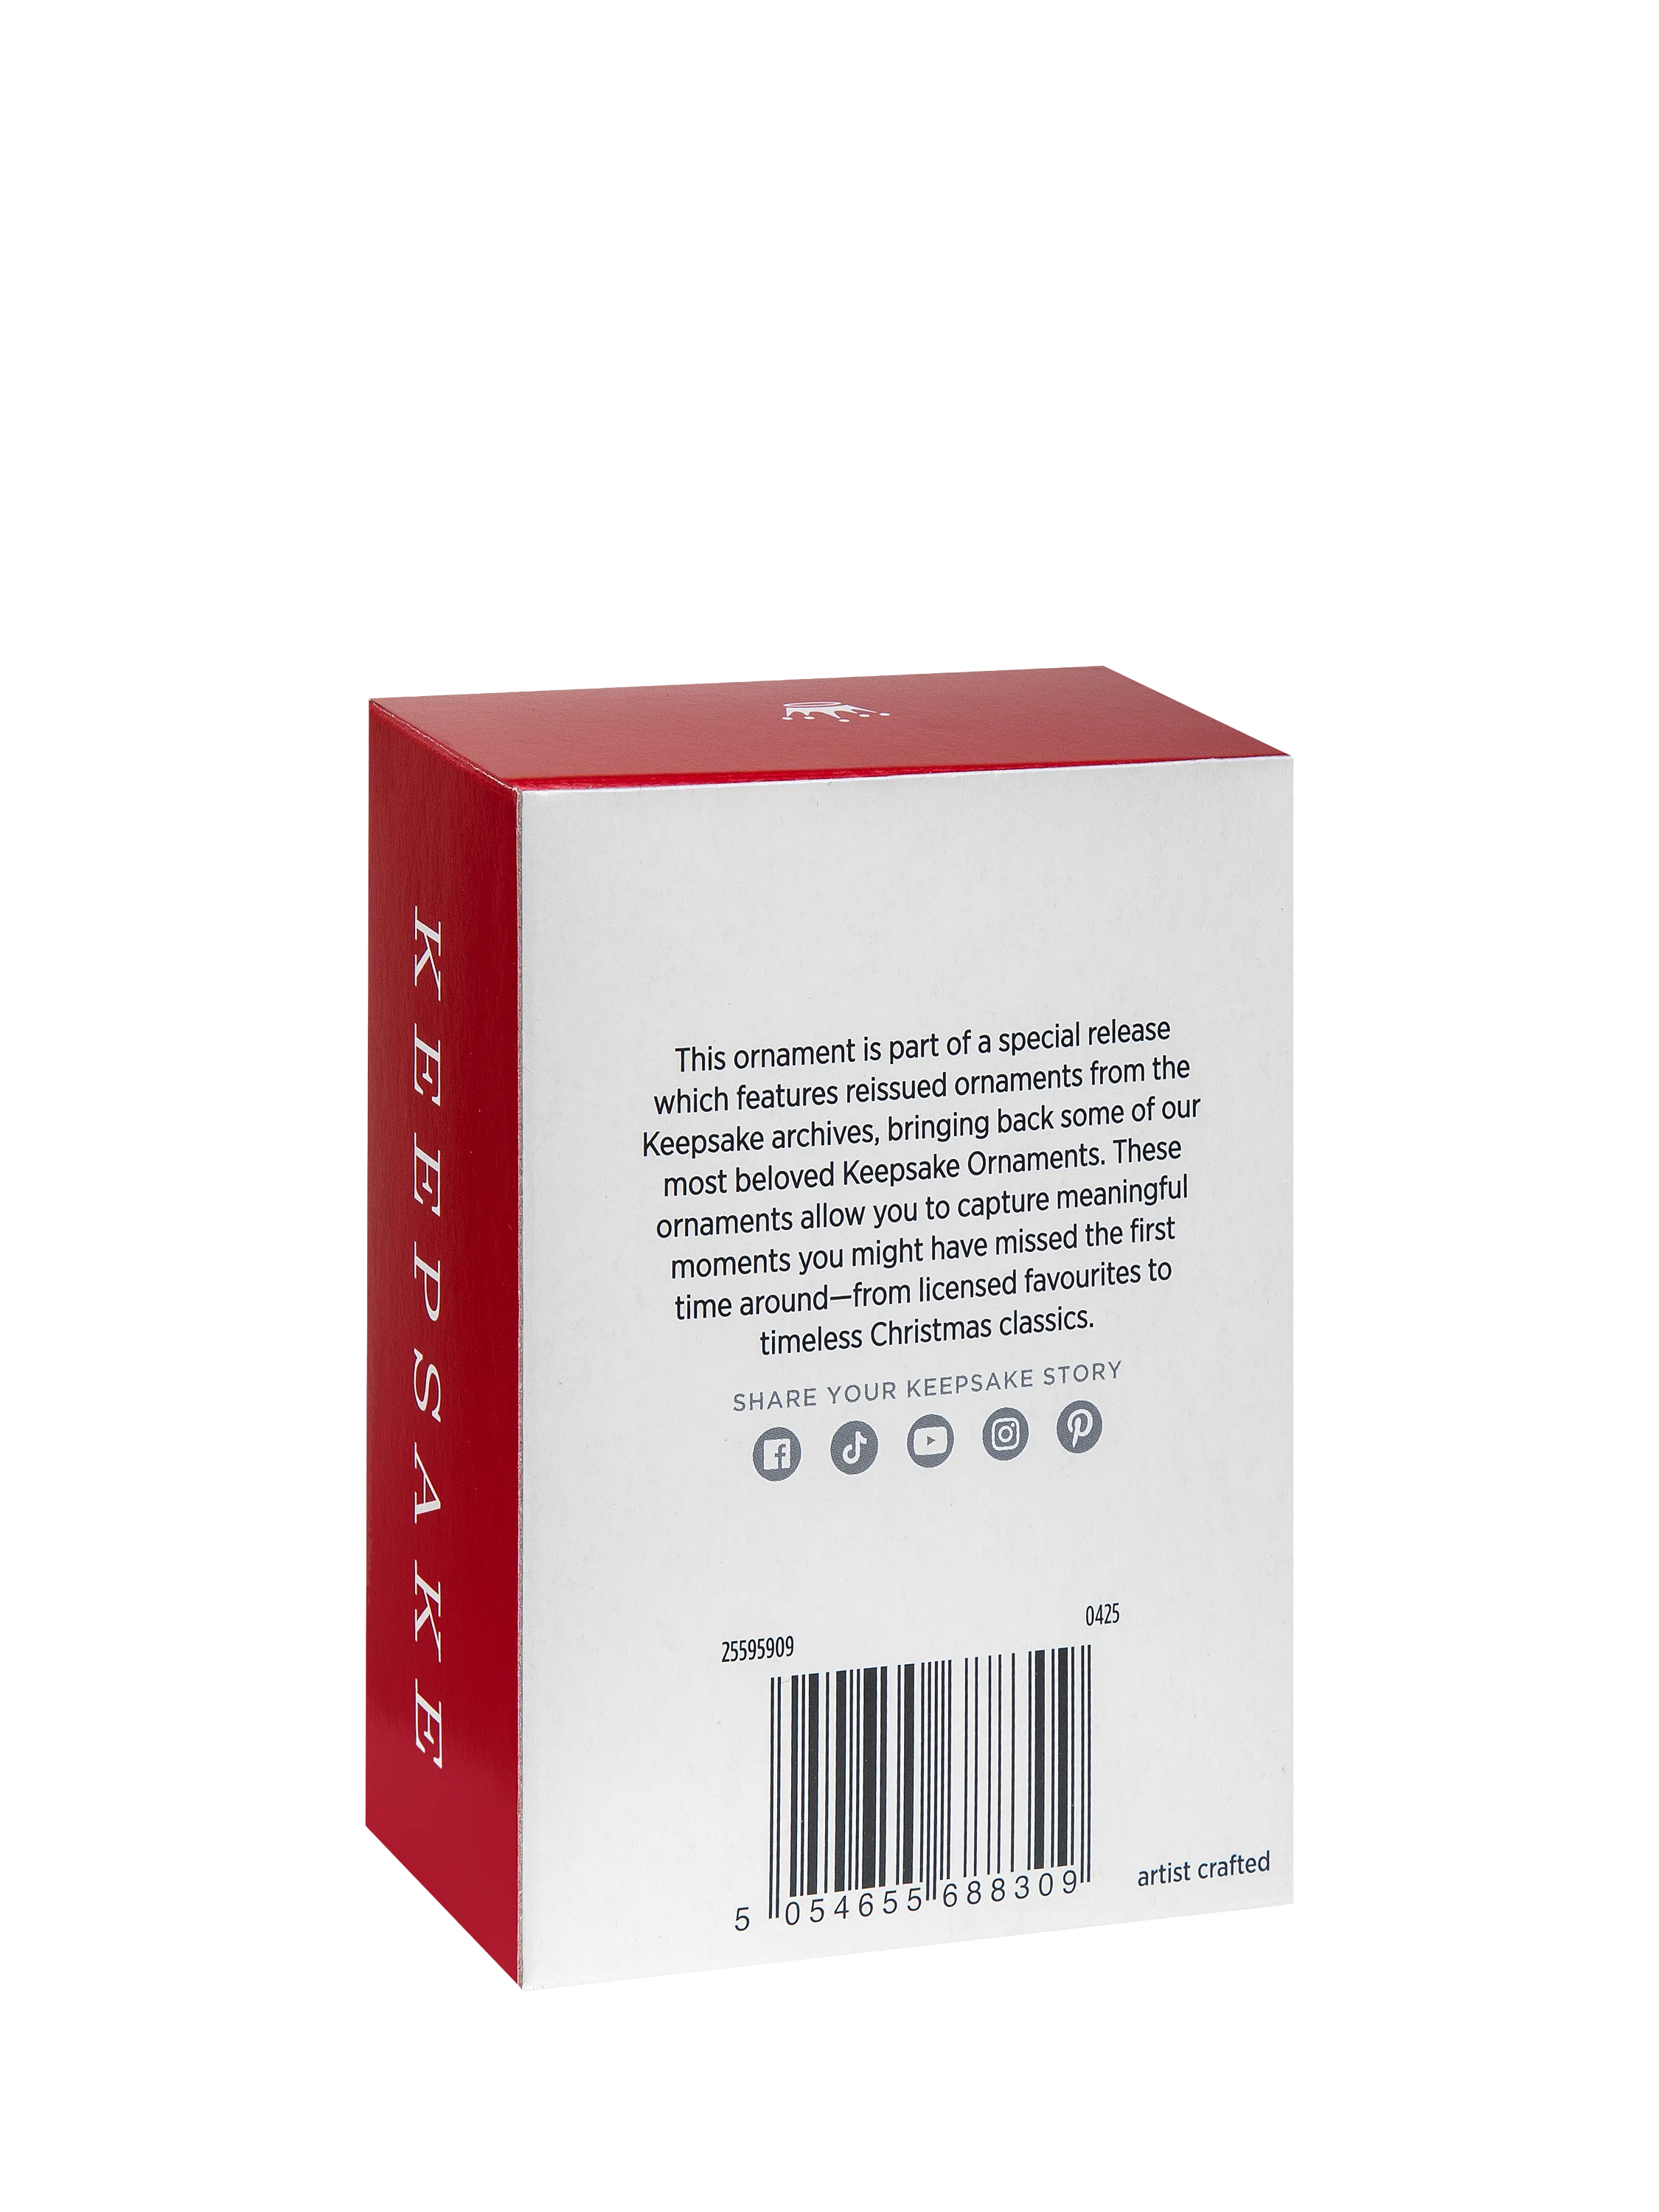 KEEPSAKE
This ornament is part of a special release
which features reissued ornaments from the
Keepsake archives, bringing back some of our
most beloved Keepsake Ornaments. These
ornaments allow you to capture meaningful
moments you might have missed the first
time around—from licensed favourites to
timeless Christmas classics.
SHARE YOUR KEEPSAKE STORY
25595909
0425
5 054655 688309
artist crafted